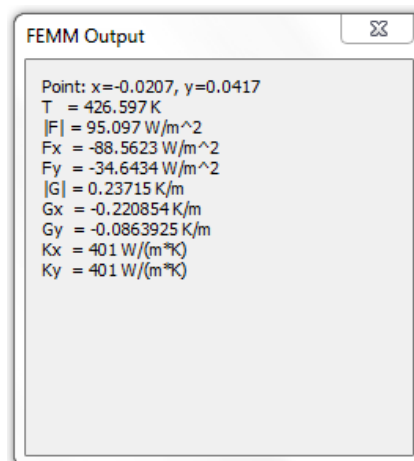 FEMM Output
Point: x=-0.0207, y=0.0417
T = 426.597 K
|F| = 95.097 W/m^2
Fx = -88.5623 W/m^2
Fy = -34.6434 W/m^2
|G| = 0.23715 K/m
Gx = -0.220854 K/m
Gy = -0.0863925 K/m
Kx = 401 W/(m*K)
Ky = 401 W/(m*K)